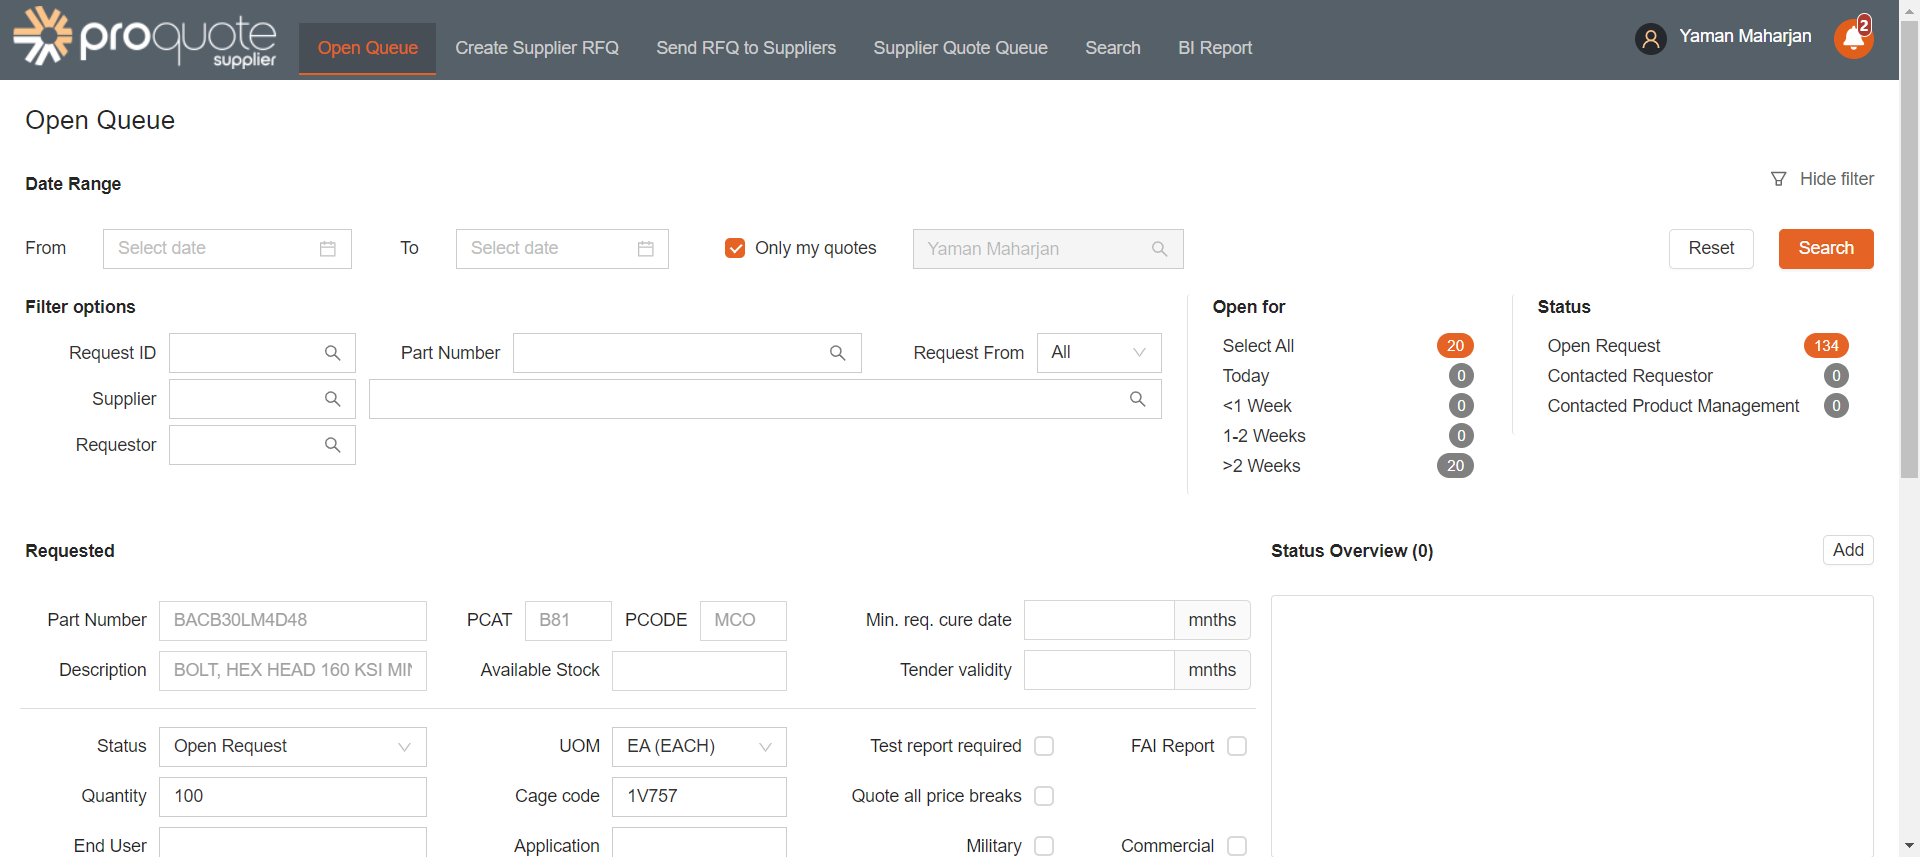 proquote supplier
Open Queue Create Supplier RFQ Send RFQ to Suppliers Supplier Quote Queue Search BI Report Yaman Maharjan 2
Open Queue
Date Range Hide filter
From Select date To Select date Only my quotes Yaman Maharjan Reset Search
Filter options Open for Status
Request ID Part Number Request From All Select All 20 Open Request 134
Today 0 Contacted Requestor 0
Supplier <1 Week 0 Contacted Product Management 0
Requestor 1-2 Weeks 0
>2 Weeks 20
Requested Status Overview (0) Add
Part Number BACB30LM4D48 PCAT B81 PCODE MCO Min. req. cure date mnths
Description BOLT, HEX HEAD 160 KSI MIN Available Stock Tender validity mnths
Status Open Request UOM EA (EACH) Test report required FAI Report
Quantity 100 Cage code 1V757 Quote all price breaks
End User Application Military Commercial